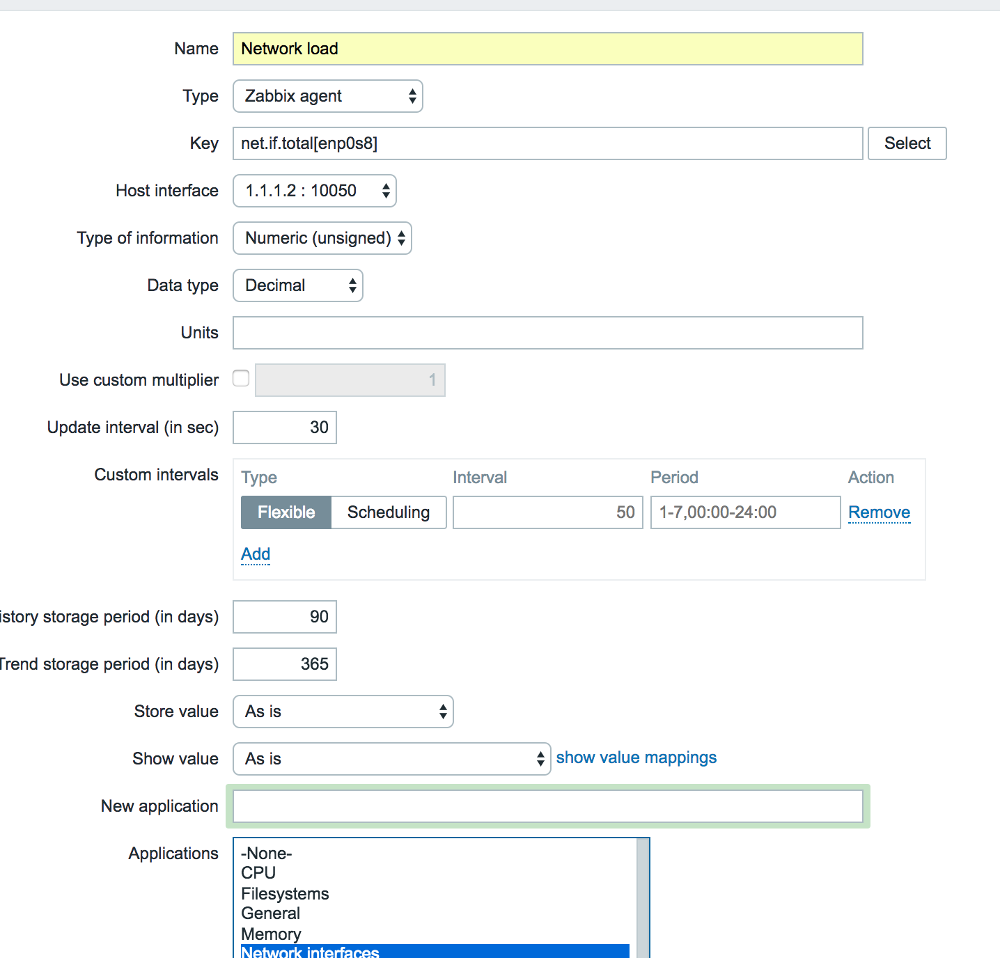 Name Network load
Type Zabbix agent
Key net.if.total[enp0s8] Select
Host interface 1.1.1.2 : 10050
Type of information Numeric (unsigned)
Data type Decimal
Units
Use custom multiplier 1
Update interval (in sec) 30
Custom intervals Type Interval Period Action
Flexible Scheduling 50 1-7,00:00-24:00 Remove
Add
istory storage period (in days) 90
Trend storage period (in days) 365
Store value As is
Show value As is show value mappings
New application
Applications -None-
CPU
Filesystems
General
Memory
Network interfaces